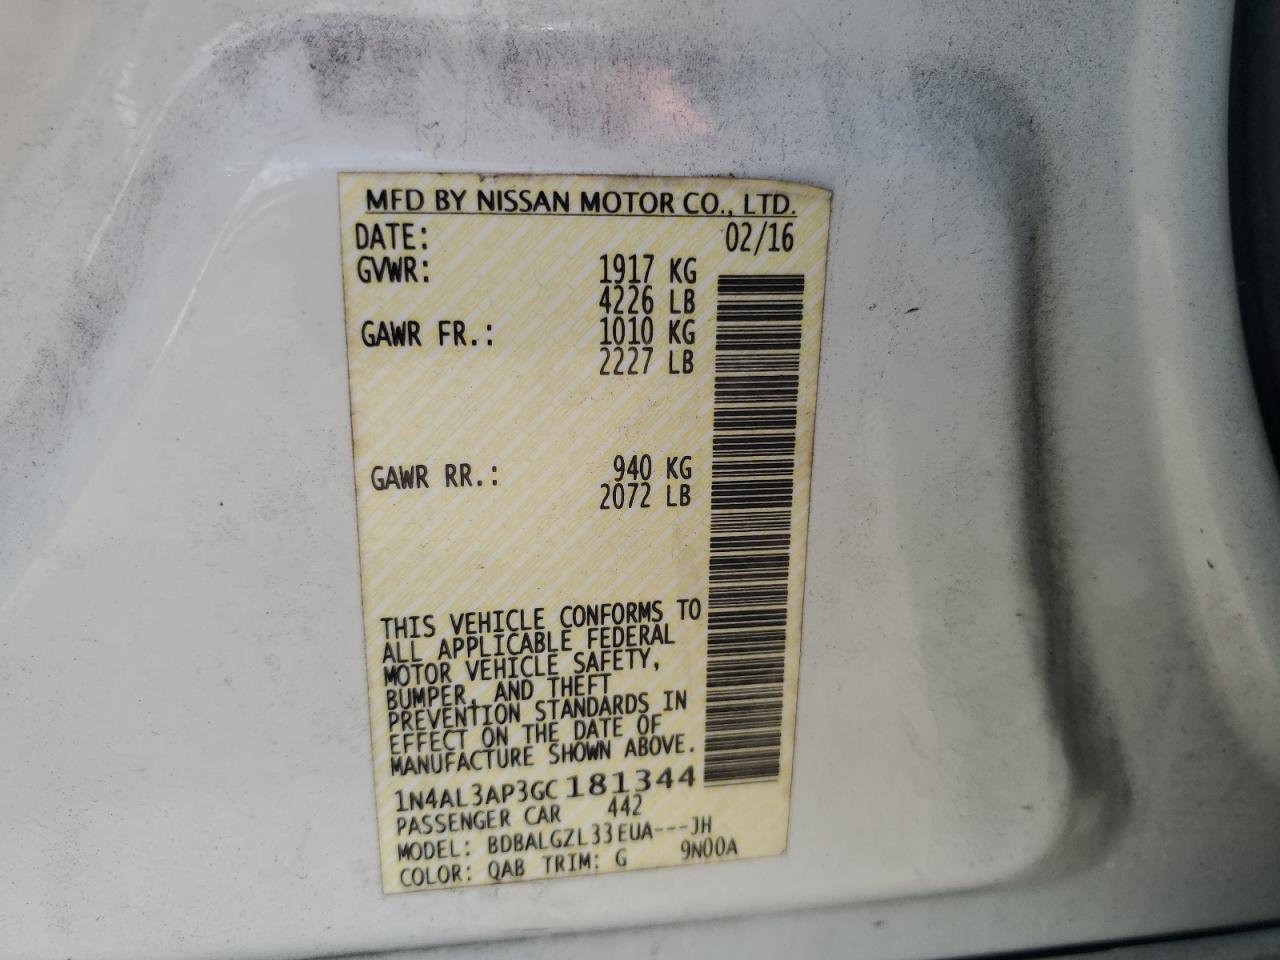 MFD BY NISSAN MOTOR CO., LTD.
DATE: 02/16
GVWR: 1917 KG
4226 LB
GAWR FR.: 1010 KG
2227 LB
GAWR RR.: 940 KG
2072 LB
THIS VEHICLE CONFORMS TO
ALL APPLICABLE FEDERAL
MOTOR VEHICLE SAFETY,
BUMPER, AND THEFT
PREVENTION STANDARDS IN
EFFECT ON THE DATE OF
MANUFACTURE SHOWN ABOVE.
1N4AL3AP3GC181344
PASSENGER CAR 442
MODEL: BDBALGZL33EUA---JH
COLOR: QAB TRIM: G 9N00A